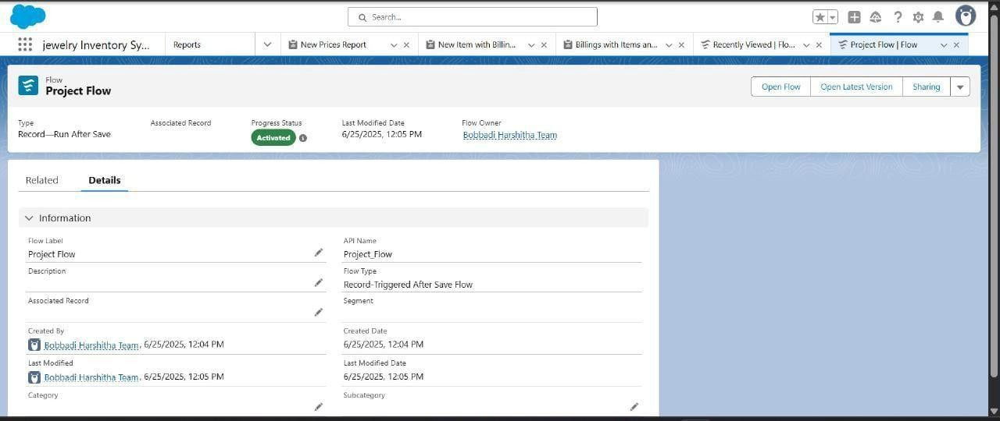 Search...
jewelry Inventory Sy...
Reports
New Prices Report
New Item with Billin...
Billings with Items an...
Recently Viewed | Flo...
Project Flow | Flow
Flow
Project Flow
Open Flow
Open Latest Version
Sharing
Type
Associated Record
Progress Status
Last Modified Date
Flow Owner
Record—Run After Save
Activated
6/25/2025, 12:05 PM
Bobbadi Harshitha Team
Related
Details
Information
Flow Label
API Name
Project Flow
Project_Flow
Description
Flow Type
Record-Triggered After Save Flow
Associated Record
Segment
Created By
Created Date
Bobbadi Harshitha Team, 6/25/2025, 12:04 PM
6/25/2025, 12:04 PM
Last Modified
Last Modified Date
Bobbadi Harshitha Team, 6/25/2025, 12:05 PM
6/25/2025, 12:05 PM
Category
Subcategory